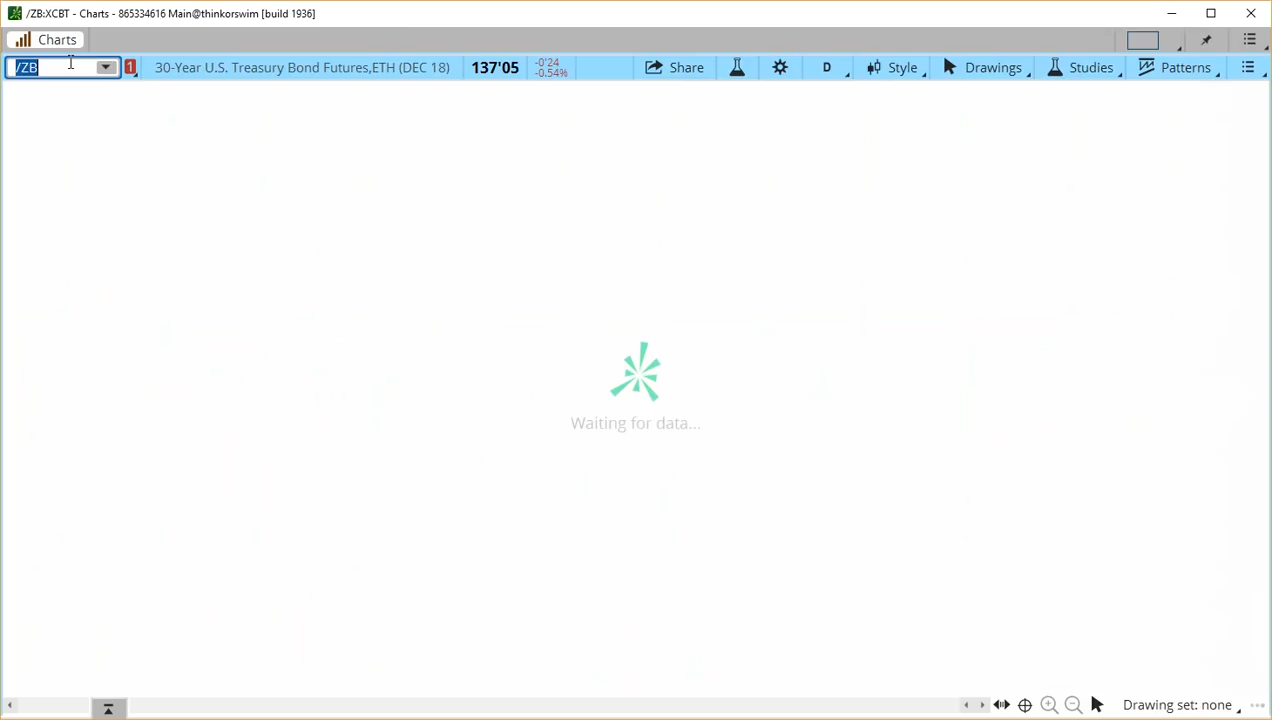 /ZB:XCBT - Charts - 865334616 Main@thinkorswim [build 1936]
Charts
/ZB 1 30-Year U.S. Treasury Bond Futures,ETH (DEC 18) 137'05 -0'24 -0.54% Share D Style Drawings Studies Patterns
Waiting for data...
Drawing set: none